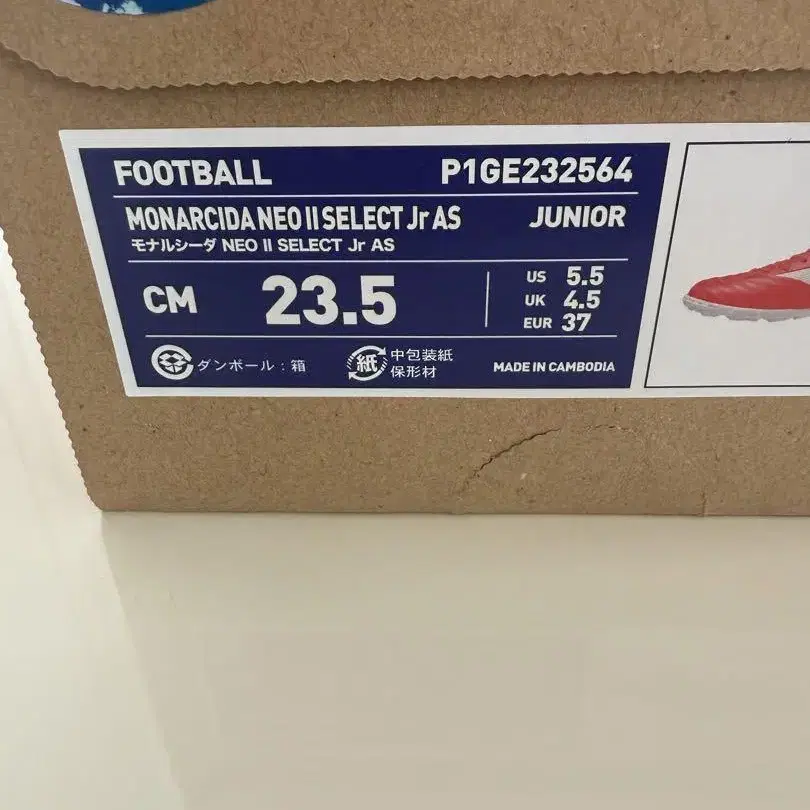 FOOTBALL P1GE232564
MONARCIDA NEO II SELECT Jr AS JUNIOR
モナルシーダ NEO II SELECT Jr AS
CM 23.5
US 5.5
UK 4.5
EUR 37
ダンボール：箱
紙 中包装紙
保形材
MADE IN CAMBODIA